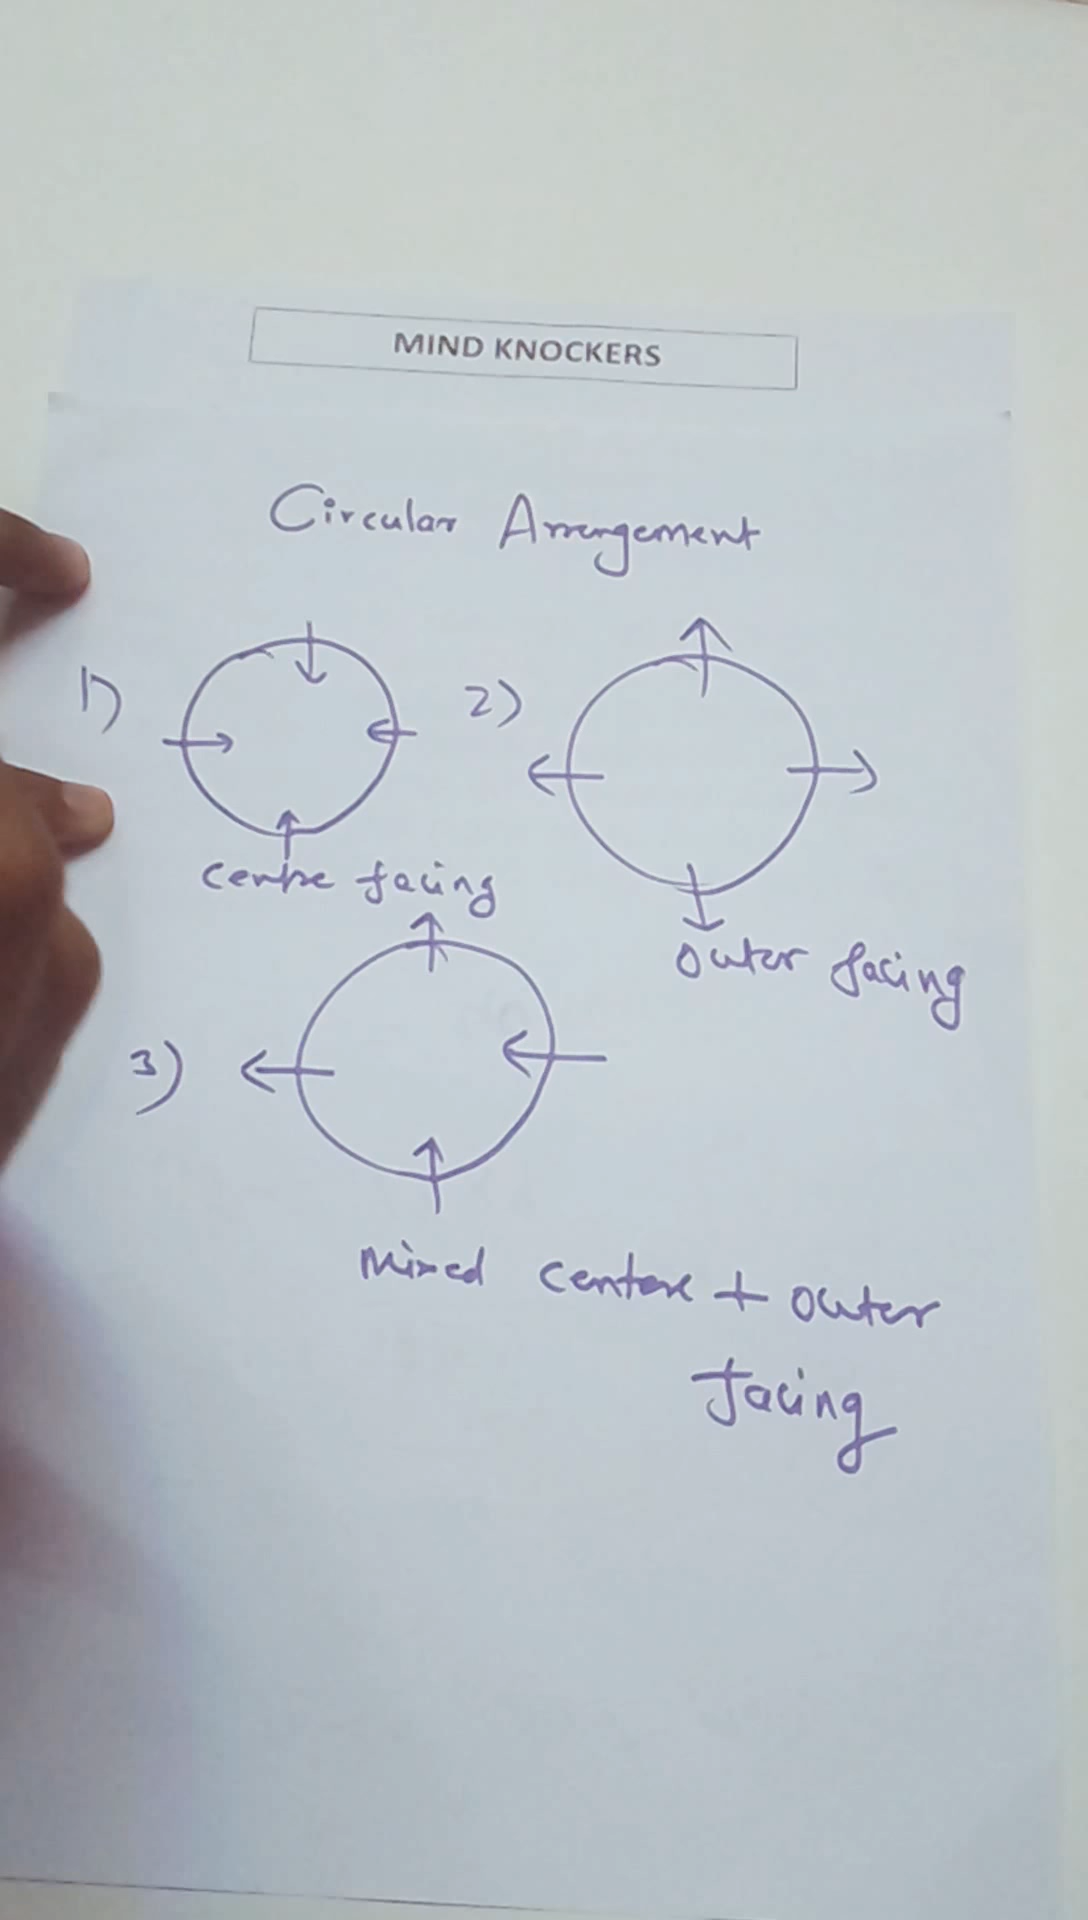 MIND KNOCKERS
Circular Arrangement
1)
2)
Centre facing
Outer facing
3)
Mixed Centre + Outer
Facing